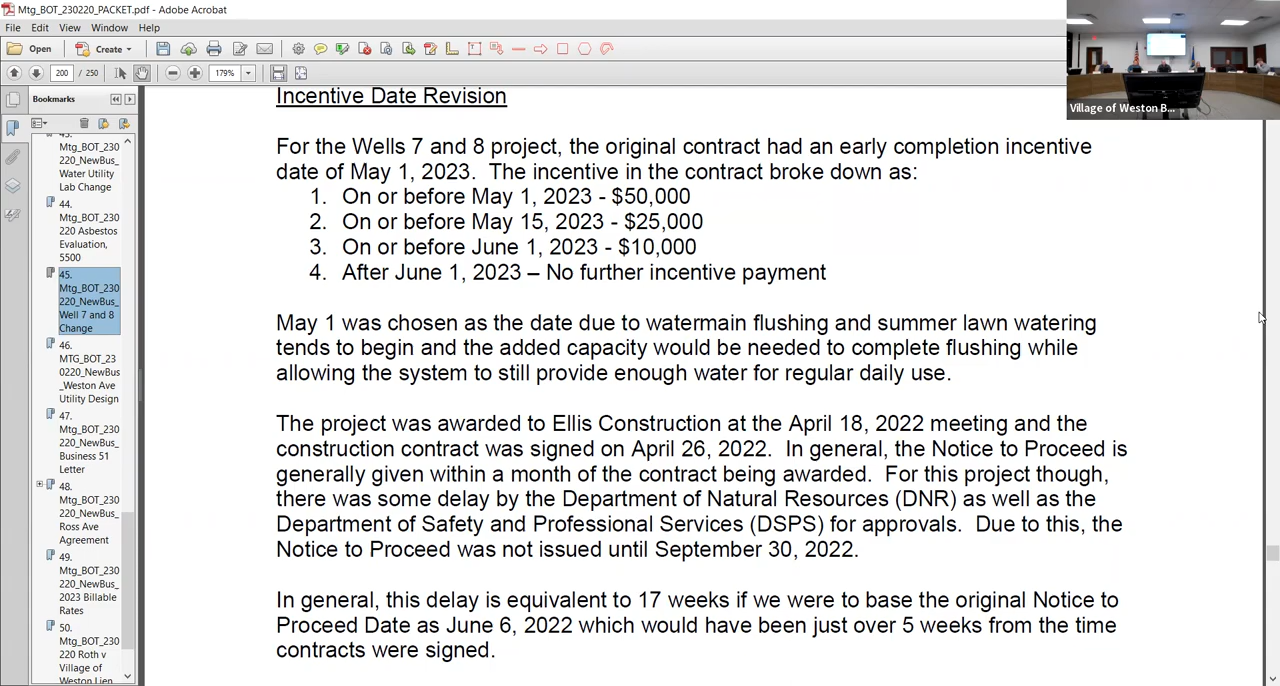 Mtg_BOT_230220_PACKET.pdf - Adobe Acrobat
File Edit View Window Help
Open Create
200 / 250 179%
Bookmarks
45.
Mtg_BOT_230
220_NewBus_
Well 7 and 8
Change
Mtg_BOT_230
220_NewBus_
Water Utility
Lab Change
44.
Mtg_BOT_230
220 Asbestos
Evaluation,
5500
46.
MTG_BOT_23
0220_NewBus
_Weston Ave
Utility Design
47.
Mtg_BOT_230
220_NewBus_
Business 51
Letter
48.
Mtg_BOT_230
220_NewBus_
Ross Ave
Agreement
49.
Mtg_BOT_230
220_NewBus_
2023 Billable
Rates
50.
Mtg_BOT_230
220 Roth v
Village of
Weston Lien
Incentive Date Revision
For the Wells 7 and 8 project, the original contract had an early completion incentive
date of May 1, 2023. The incentive in the contract broke down as:
1. On or before May 1, 2023 - $50,000
2. On or before May 15, 2023 - $25,000
3. On or before June 1, 2023 - $10,000
4. After June 1, 2023 – No further incentive payment
May 1 was chosen as the date due to watermain flushing and summer lawn watering
tends to begin and the added capacity would be needed to complete flushing while
allowing the system to still provide enough water for regular daily use.
The project was awarded to Ellis Construction at the April 18, 2022 meeting and the
construction contract was signed on April 26, 2022. In general, the Notice to Proceed is
generally given within a month of the contract being awarded. For this project though,
there was some delay by the Department of Natural Resources (DNR) as well as the
Department of Safety and Professional Services (DSPS) for approvals. Due to this, the
Notice to Proceed was not issued until September 30, 2022.
In general, this delay is equivalent to 17 weeks if we were to base the original Notice to
Proceed Date as June 6, 2022 which would have been just over 5 weeks from the time
contracts were signed.
Village of Weston B...